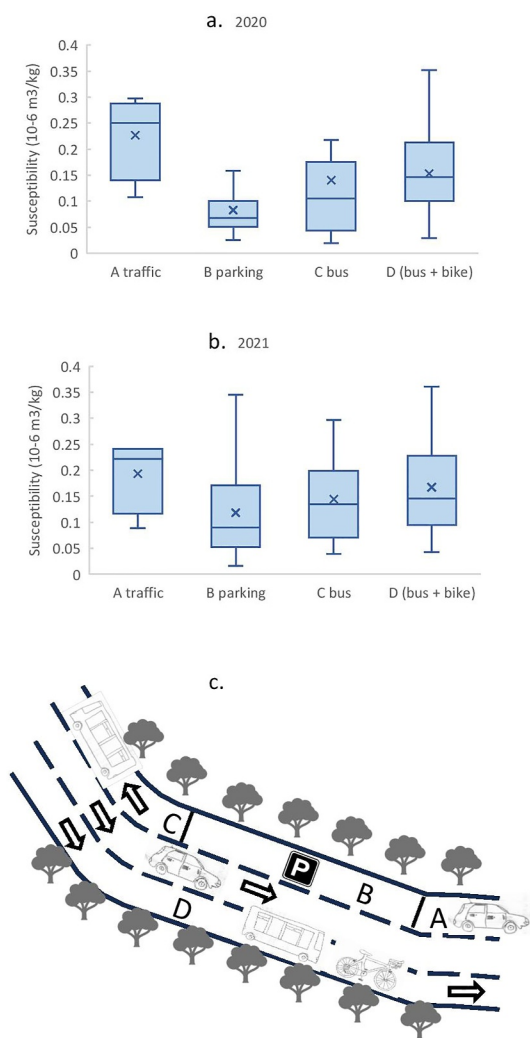 a. 2020
Susceptibility (10-6 m3/kg)
0.4
0.35
0.3
0.25
0.2
0.15
0.1
0.05
0
A traffic B parking C bus D (bus + bike)
b. 2021
Susceptibility (10-6 m3/kg)
0.4
0.35
0.3
0.25
0.2
0.15
0.1
0.05
0
A traffic B parking C bus D (bus + bike)
c.
C
P
B
A
D